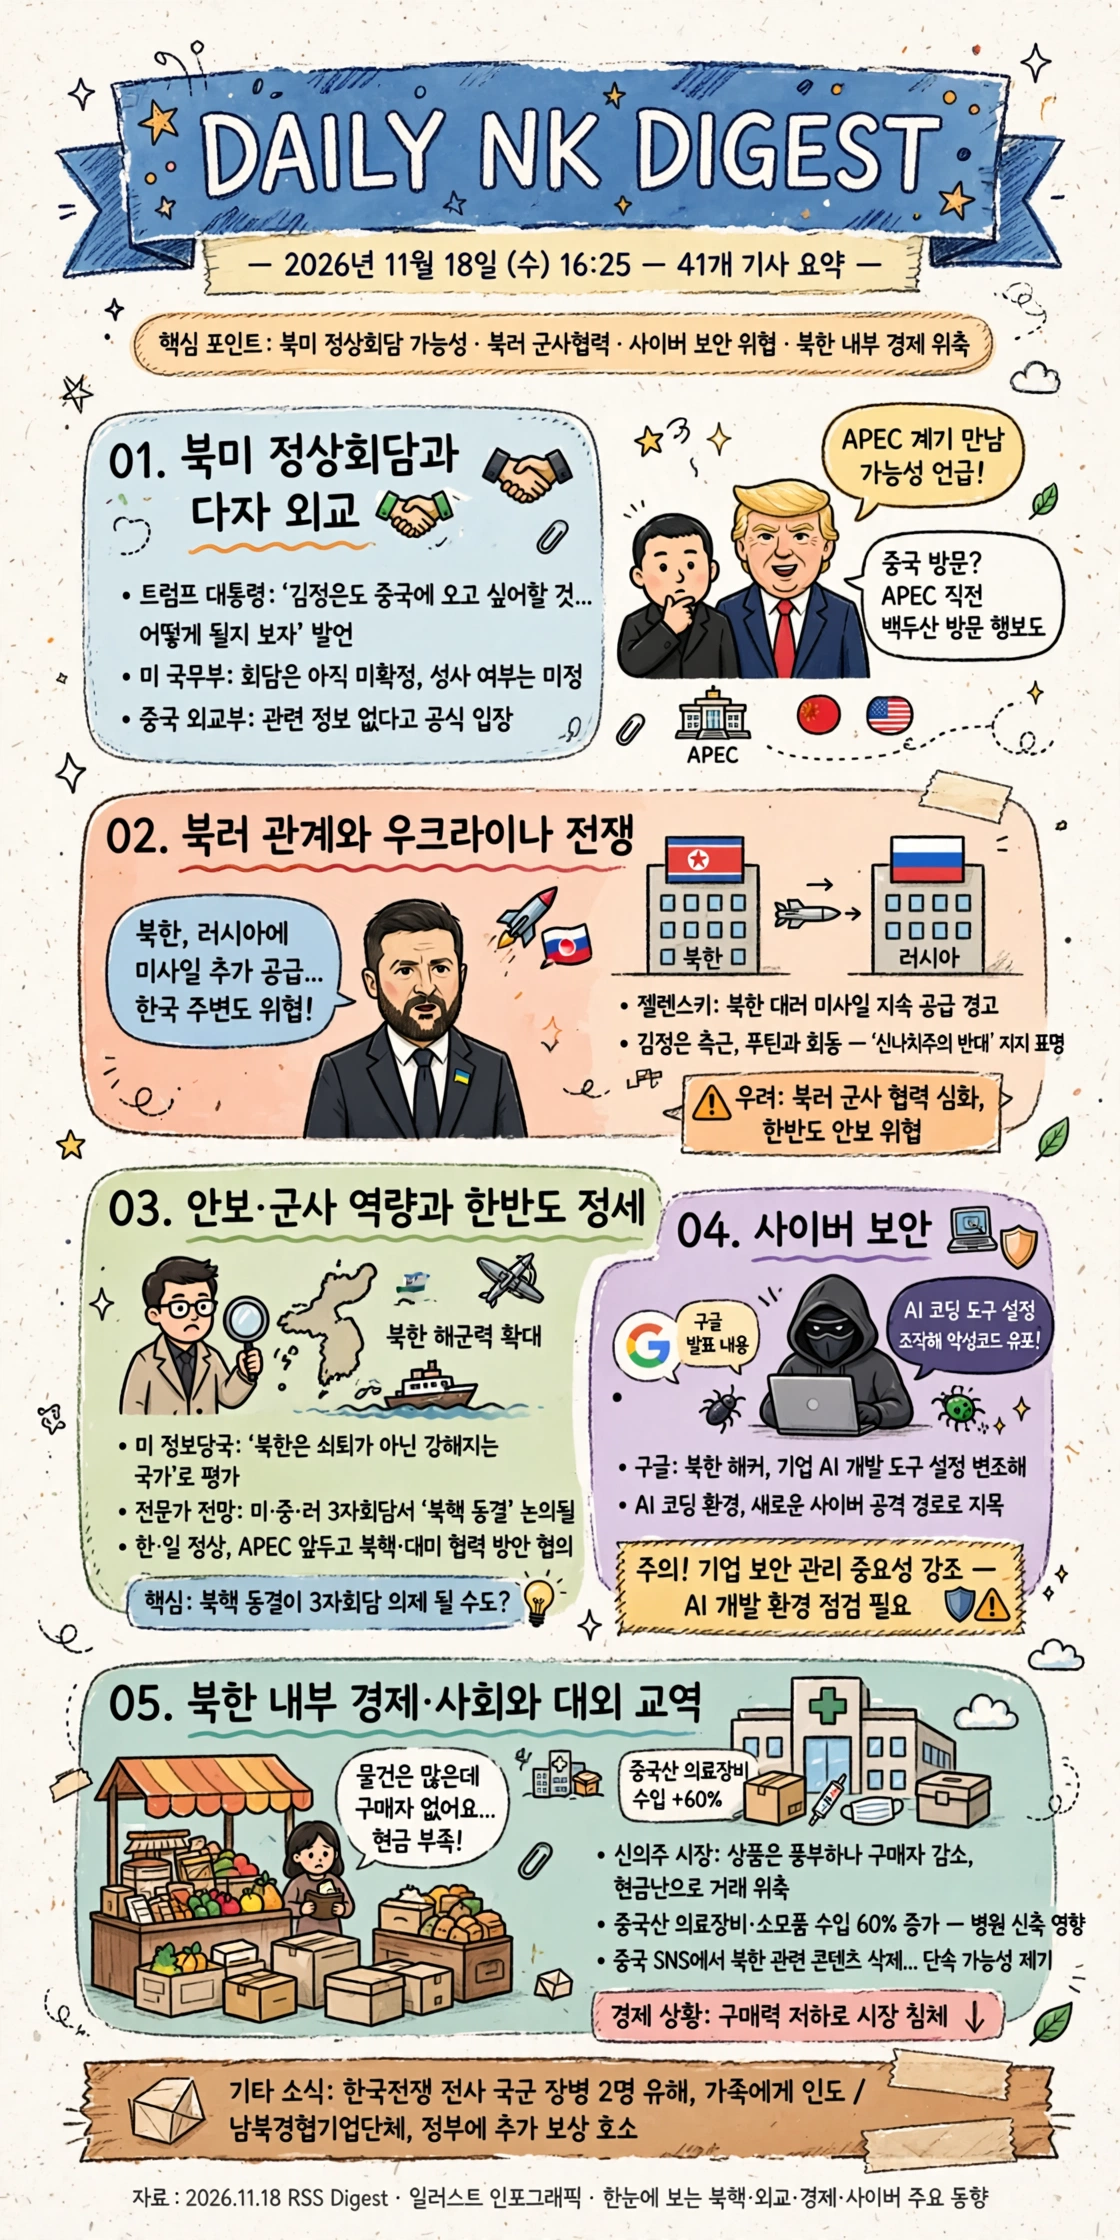 DAILY NK DIGEST
— 2026년 11월 18일 (수) 16:25 — 41개 기사 요약 —
핵심 포인트: 북미 정상회담 가능성 · 북러 군사협력 · 사이버 보안 위협 · 북한 내부 경제 위축
01. 북미 정상회담과
다자 외교
• 트럼프 대통령: ‘김정은도 중국에 오고 싶어할 것...
어떻게 될지 보자’ 발언
• 미 국무부: 회담은 아직 미확정, 성사 여부는 미정
• 중국 외교부: 관련 정보 없다고 공식 입장
APEC 계기 만남
가능성 언급!
중국 방문?
APEC 직전
백두산 방문 행보도
APEC
02. 북러 관계와 우크라이나 전쟁
북한, 러시아에
미사일 추가 공급...
한국 주변도 위협!
북한
러시아
• 젤렌스키: 북한 대러 미사일 지속 공급 경고
• 김정은 측근, 푸틴과 회동 — ‘신나치주의 반대’ 지지 표명
우려: 북러 군사 협력 심화,
한반도 안보 위협
03. 안보·군사 역량과 한반도 정세
북한 해군력 확대
• 미 정보당국: ‘북한은 쇠퇴가 아닌 강해지는
국가’로 평가
• 전문가 전망: 미·중·러 3자회담서 ‘북핵 동결’ 논의될
• 한·일 정상, APEC 앞두고 북핵·대미 협력 방안 협의
핵심: 북핵 동결이 3자회담 의제 될 수도?
04. 사이버 보안
G
구글
발표 내용
AI 코딩 도구 설정
조작해 악성코드 유포!
• 구글: 북한 해커, 기업 AI 개발 도구 설정 변조해
• AI 코딩 환경, 새로운 사이버 공격 경로로 지목
주의! 기업 보안 관리 중요성 강조 —
AI 개발 환경 점검 필요
05. 북한 내부 경제·사회와 대외 교역
물건은 많은데
구매자 없어요...
현금 부족!
중국산 의료장비
수입 +60%
• 신의주 시장: 상품은 풍부하나 구매자 감소,
현금난으로 거래 위축
• 중국산 의료장비·소모품 수입 60% 증가 — 병원 신축 영향
• 중국 SNS에서 북한 관련 콘텐츠 삭제... 단속 가능성 제기
경제 상황: 구매력 저하로 시장 침체 ↓
기타 소식: 한국전쟁 전사 국군 장병 2명 유해, 가족에게 인도 /
남북경협기업단체, 정부에 추가 보상 호소
자료 : 2026.11.18 RSS Digest · 일러스트 인포그래픽 · 한눈에 보는 북핵·외교·경제·사이버 주요 동향